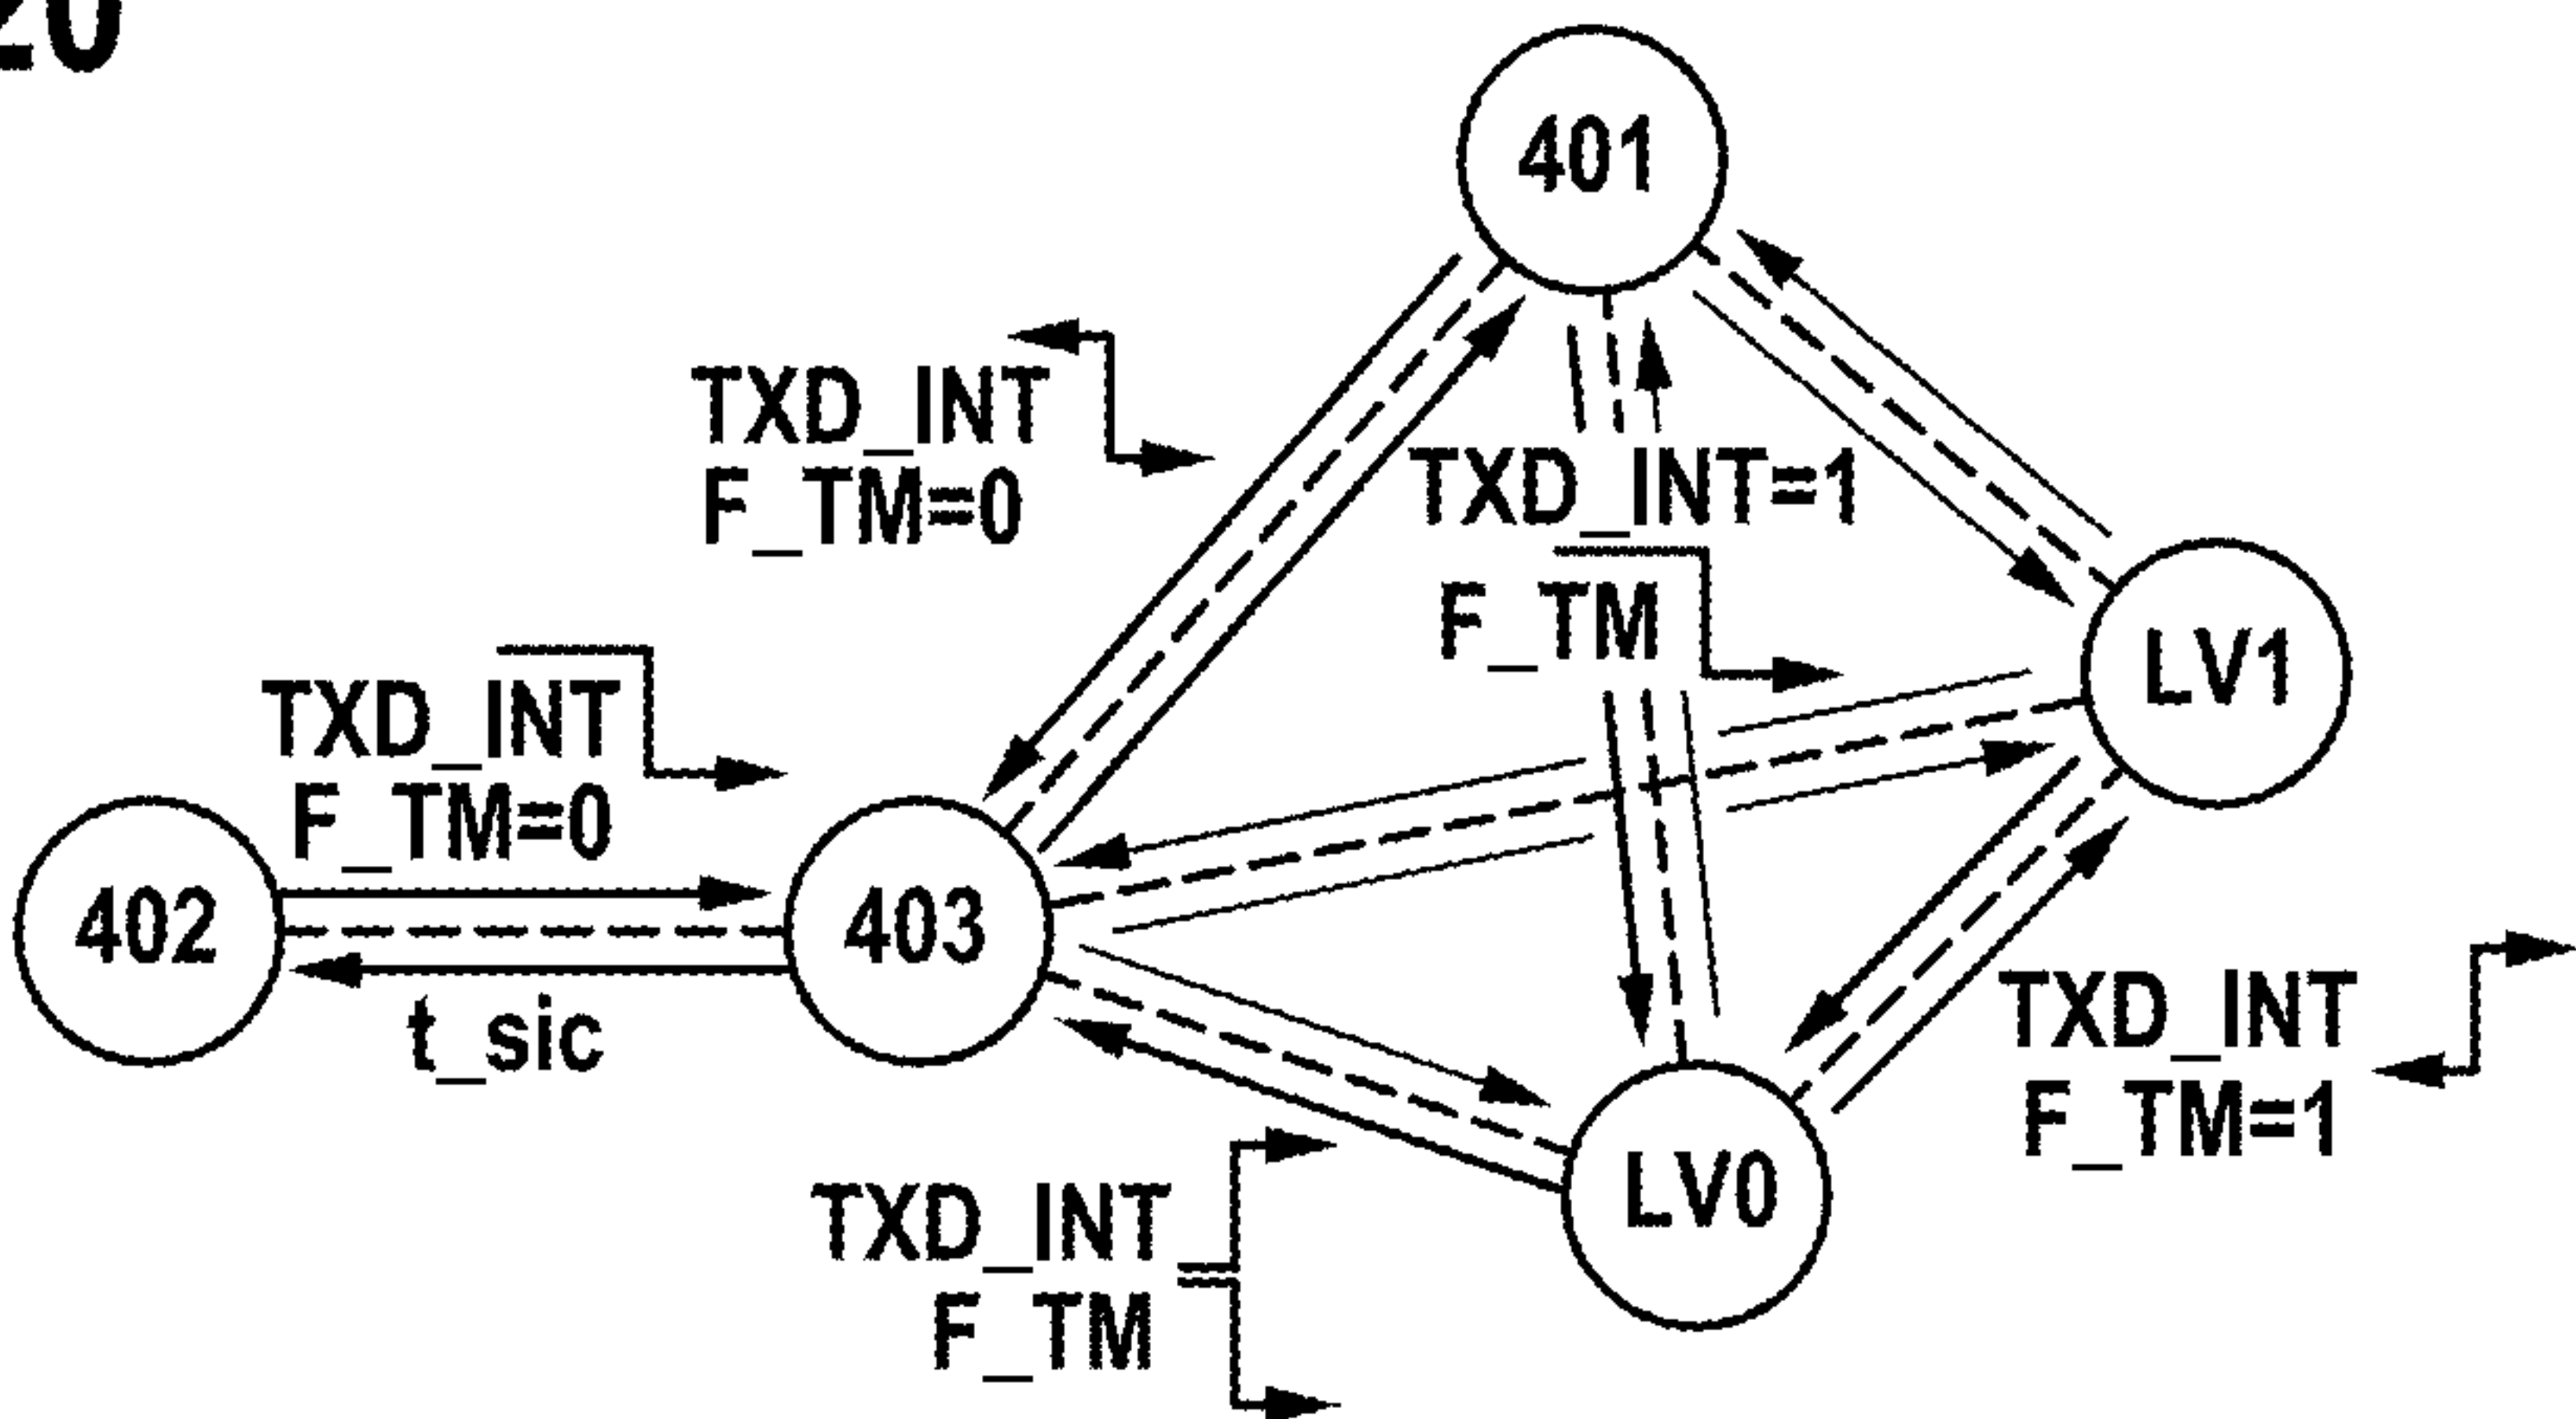 20
401
TXD_INT
F_TM=0
TXD_INT=1
F_TM
LV1
TXD_INT
F_TM=0
402
403
t_sic
TXD_INT
F_TM=1
LV0
TXD_INT
F_TM